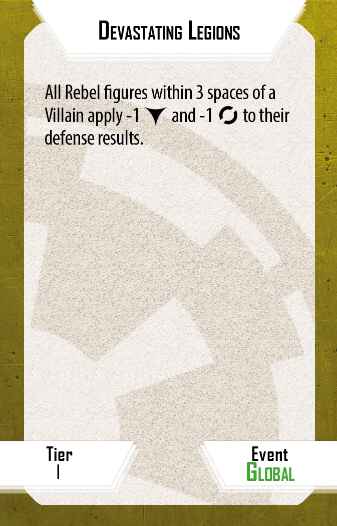 Devastating Legions
All Rebel figures within 3 spaces of a
Villain apply -1 and -1 to their
defense results.
Tier
I
Event
Global